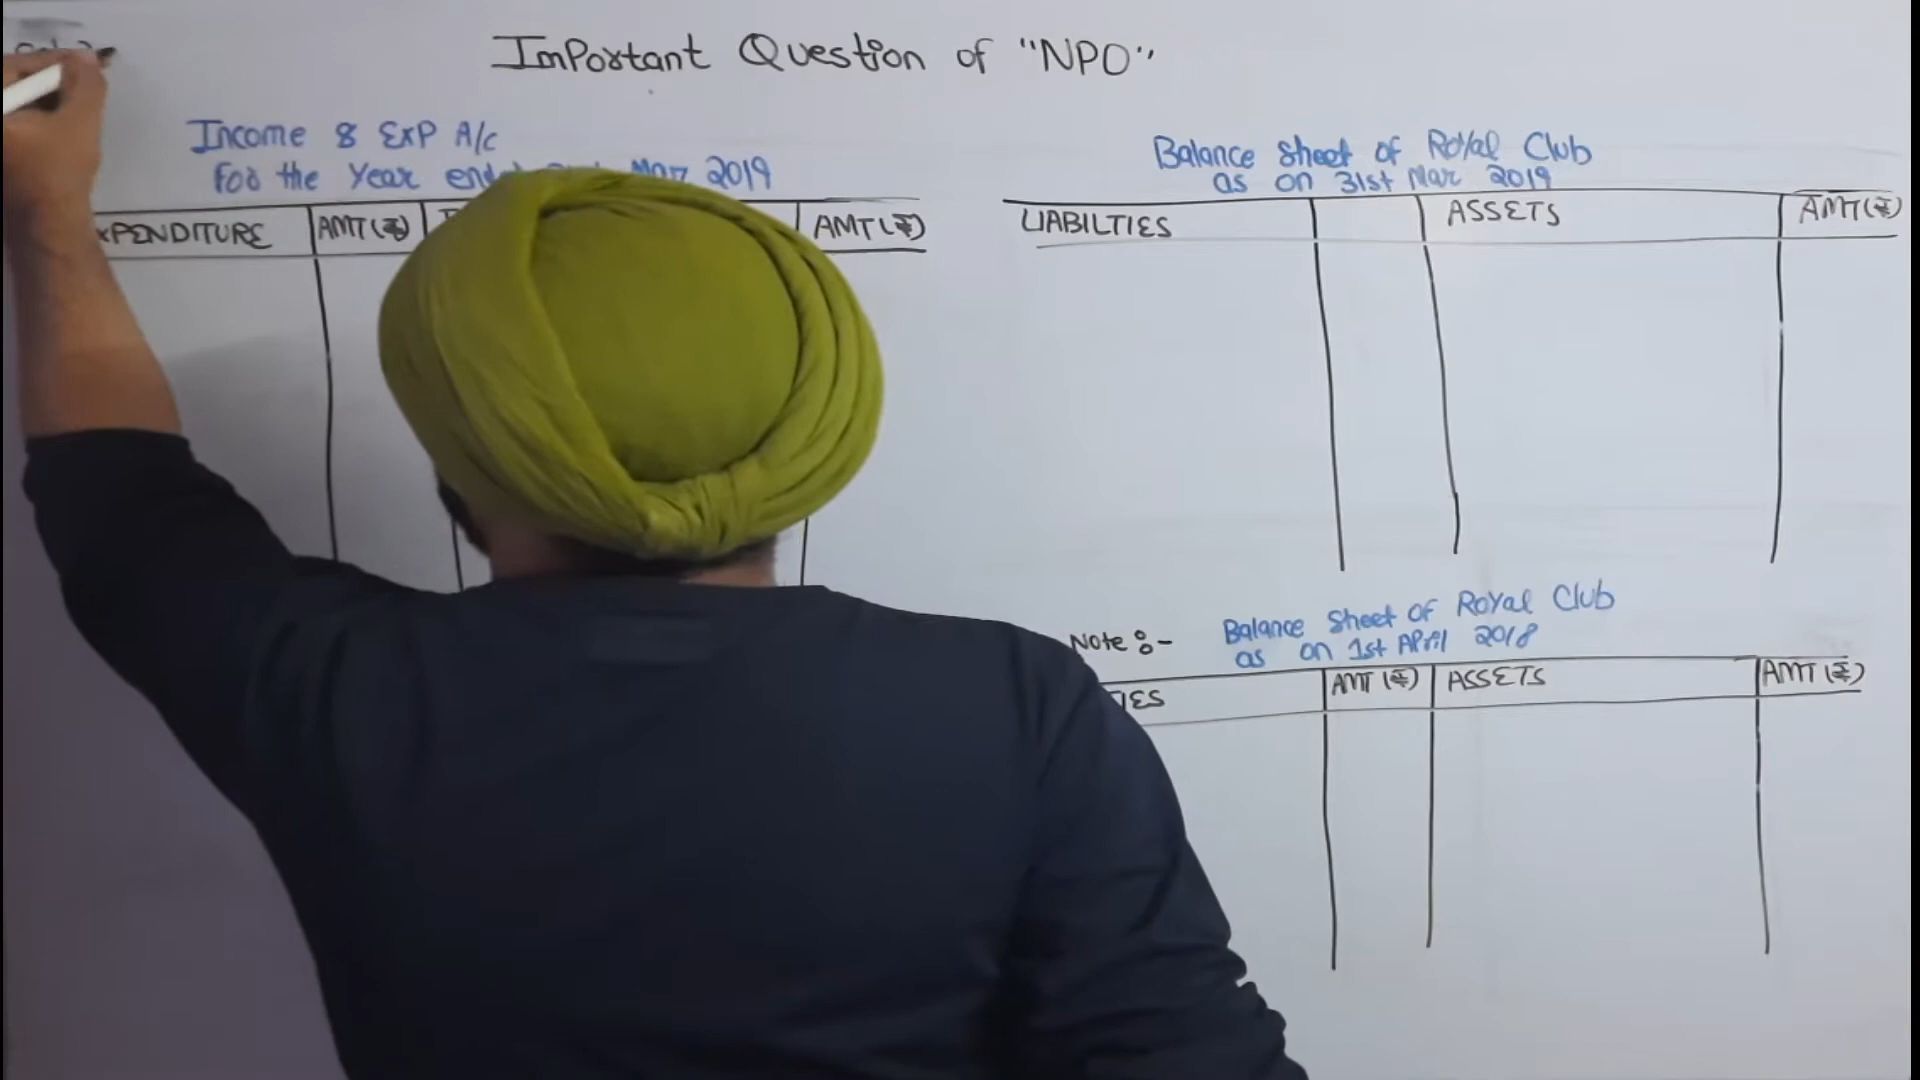 ImPortant Question of "NPO"
Income & ExP A/c
For the Year Mar 2019
AMT(₹) AMT(₹)
Balance Sheet of Royal Club
as on 31st Mar 2019
LIABILTIES ASSETS AMT(₹)
Note :- Balance Sheet of Royal Club
as on 1st April 2018
AMT (₹) ASSETS AMT (₹)